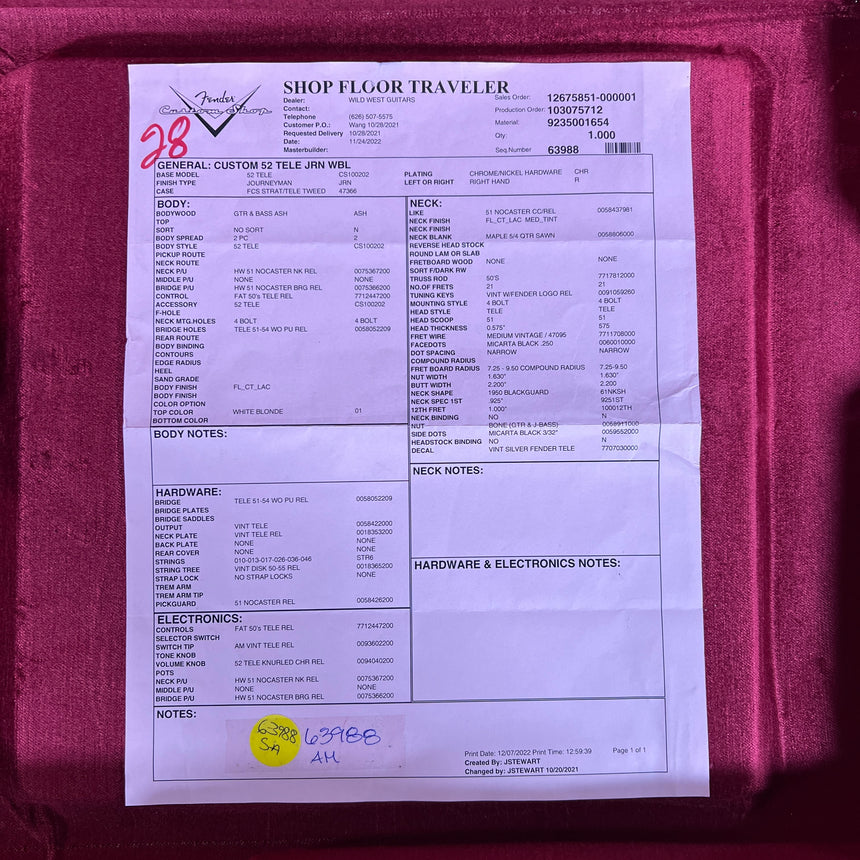 Fender
Custom Shop
SHOP FLOOR TRAVELER
28
Dealer: WILD WEST GUITARS
Contact:
Telephone (626) 507-5575
Customer P.O.: Wang 10/28/2021
Requested Delivery 10/28/2021
Date: 11/24/2022
Masterbuilder:
Sales Order: 12675851-000001
Production Order: 103075712
Material: 9235001654
Qty: 1.000
Seq.Number 63988
GENERAL: CUSTOM 52 TELE JRN WBL
BASE MODEL 52 TELE CS100202 PLATING CHROME/NICKEL HARDWARE CHR
FINISH TYPE JOURNEYMAN JRN LEFT OR RIGHT RIGHT HAND R
CASE FCS STRAT/TELE TWEED 47366
BODY:
BODYWOOD GTR & BASS ASH ASH
TOP
SORT NO SORT N
BODY SPREAD 2 PC 2
BODY STYLE 52 TELE CS100202
PICKUP ROUTE
NECK ROUTE
NECK P/U HW 51 NOCASTER NK REL 0075367200
MIDDLE P/U NONE NONE
BRIDGE P/U HW 51 NOCASTER BRG REL 0075366200
CONTROL FAT 50's TELE REL 7712447200
ACCESSORY 52 TELE CS100202
F-HOLE
NECK MTG.HOLES 4 BOLT 4 BOLT
BRIDGE HOLES TELE 51-54 WO PU REL 0058052209
REAR ROUTE
BODY BINDING
CONTOURS
EDGE RADIUS
HEEL
SAND GRADE
BODY FINISH FL_CT_LAC
BODY FINISH
COLOR OPTION
TOP COLOR WHITE BLONDE 01
BOTTOM COLOR
BODY NOTES:
HARDWARE:
BRIDGE TELE 51-54 WO PU REL 0058052209
BRIDGE PLATES
BRIDGE SADDLES
OUTPUT VINT TELE 0058422000
NECK PLATE VINT TELE REL 0018353200
BACK PLATE NONE NONE
REAR COVER NONE NONE
STRINGS 010-013-017-026-036-046 STR6
STRING TREE VINT DISK 50-55 REL 0018365200
STRAP LOCK NO STRAP LOCKS NONE
TREM ARM
TREM ARM TIP
PICKGUARD 51 NOCASTER REL 0058426200
ELECTRONICS:
CONTROLS FAT 50's TELE REL 7712447200
SELECTOR SWITCH
SWITCH TIP AM VINT TELE REL 0093602200
TONE KNOB
VOLUME KNOB 52 TELE KNURLED CHR REL 0094040200
POTS
NECK P/U HW 51 NOCASTER NK REL 0075367200
MIDDLE P/U NONE NONE
BRIDGE P/U HW 51 NOCASTER BRG REL 0075366200
NECK:
LIKE 51 NOCASTER CC/REL 0058437981
NECK FINISH FL_CT_LAC MED_TINT
NECK FINISH
NECK BLANK MAPLE 5/4 QTR SAWN 0058806000
REVERSE HEAD STOCK
ROUND LAM OR SLAB
FRETBOARD WOOD NONE NONE
SORT F/DARK RW
TRUSS ROD 50'S 7717812000
NO.OF FRETS 21 21
TUNING KEYS VINT W/FENDER LOGO REL 0091059260
MOUNTING STYLE 4 BOLT 4 BOLT
HEAD STYLE TELE TELE
HEAD SCOOP 51 51
HEAD THICKNESS 0.575" 575
FRET WIRE MEDIUM VINTAGE / 47095 7711708000
FACEDOTS MICARTA BLACK .250 0060010000
DOT SPACING NARROW NARROW
COMPOUND RADIUS
FRET BOARD RADIUS 7.25 - 9.50 COMPOUND RADIUS 7.25-9.50
NUT WIDTH 1.630" 1.630"
BUTT WIDTH 2.200" 2.200
NECK SHAPE 1950 BLACKGUARD 61NKSH
NECK SPEC 1ST .925" 9251ST
12TH FRET 1.000" 100012TH
NECK BINDING NO N
NUT BONE (GTR & J-BASS) 0058911000
SIDE DOTS MICARTA BLACK 3/32" 0059552000
HEADSTOCK BINDING NO N
DECAL VINT SILVER FENDER TELE 7707030000
NECK NOTES:
HARDWARE & ELECTRONICS NOTES:
NOTES:
63988
SA
63988
AM
Print Date: 12/07/2022 Print Time: 12:59:39 Page 1 of 1
Created By: JSTEWART
Changed by: JSTEWART 10/20/2021